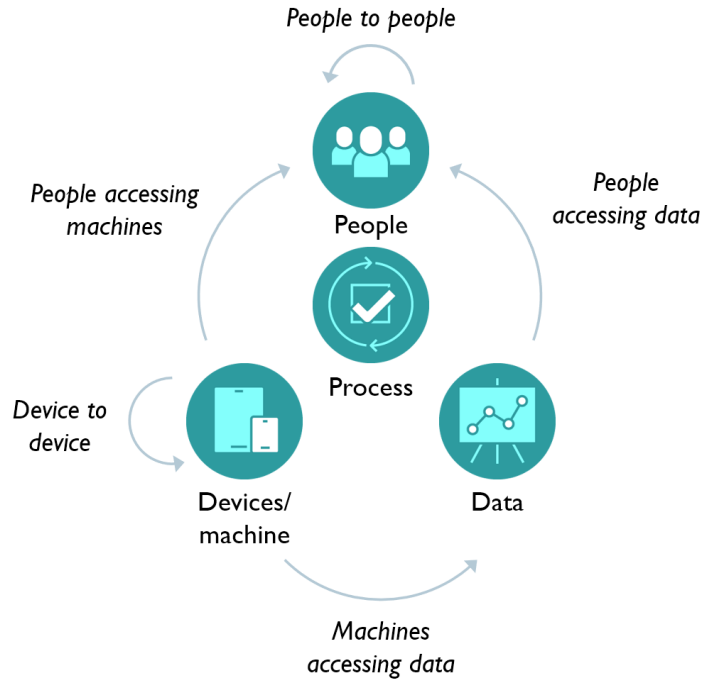 People to people
People accessing
machines
People
accessing data
People
Process
Device to
device
Devices/
machine
Data
Machines
accessing data